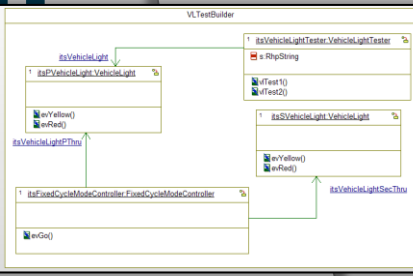 VLTestBuilder
1 itsVehicleLightTester:VehicleLightTester
s:RhpString
vlTest1()
vlTest2()
itsVehicleLight
1 itsPVehicleLight:VehicleLight
evYellow()
evRed()
1 itsSVehicleLight:VehicleLight
evYellow()
evRed()
itsVehicleLightPThru
itsVehicleLightSecThru
1 itsFixedCycleModeController:FixedCycleModeController
evGo()